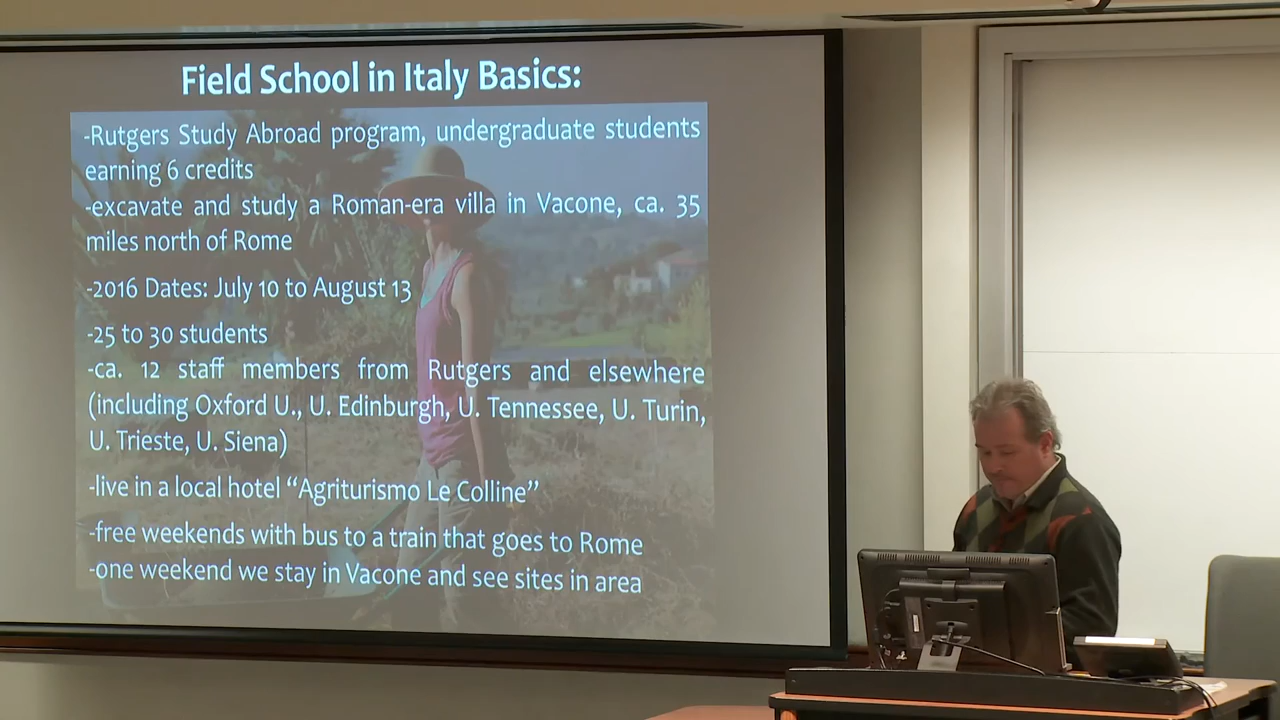 Field School in Italy Basics:
-Rutgers Study Abroad program, undergraduate students
earning 6 credits
-excavate and study a Roman-era villa in Vacone, ca. 35
miles north of Rome
-2016 Dates: July 10 to August 13
-25 to 30 students
-ca. 12 staff members from Rutgers and elsewhere
(including Oxford U., U. Edinburgh, U. Tennessee, U. Turin,
U. Trieste, U. Siena)
-live in a local hotel “Agriturismo Le Colline”
-free weekends with bus to a train that goes to Rome
-one weekend we stay in Vacone and see sites in area